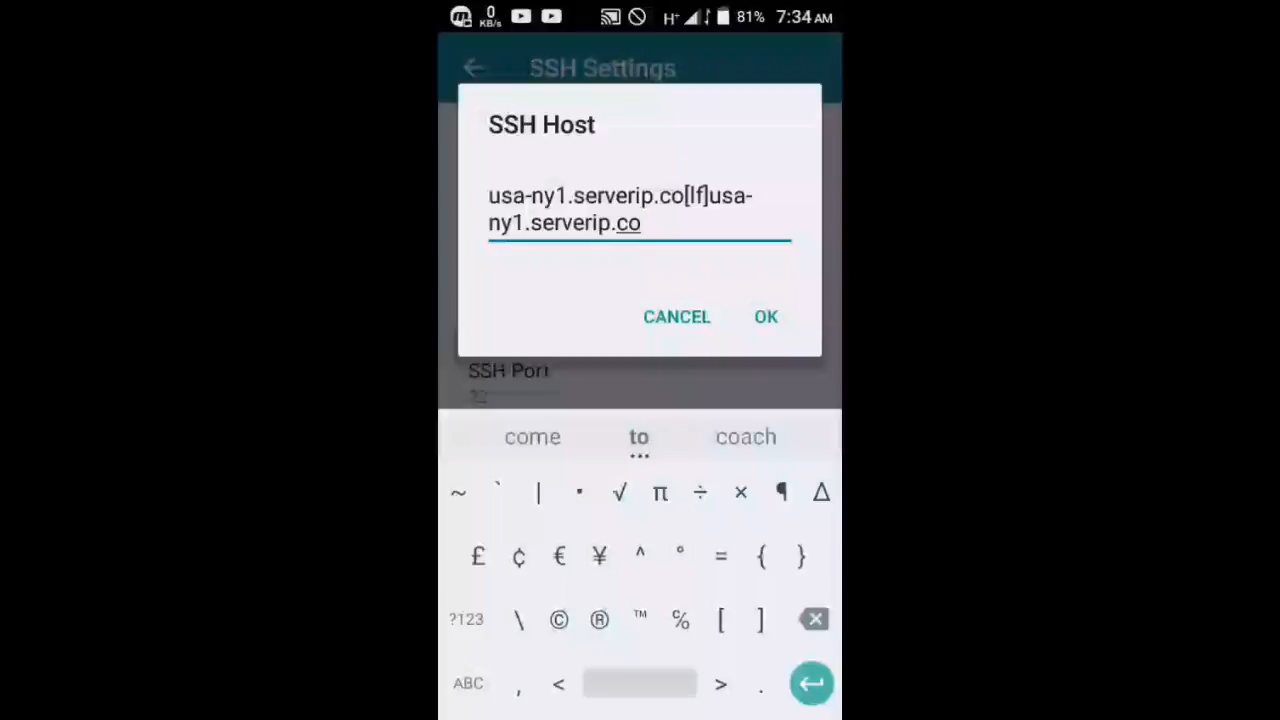 0
KB/s
H+
81%
7:34 AM
SSH Settings
SSH Host
usa-ny1.serverip.co[lf]usa-
ny1.serverip.co
CANCEL
OK
SSH Port
22
come
to
coach
~ ` | · √ π ÷ × ¶ Δ
£ ¢ € ¥ ^ ° = { }
?123 \ © ® ™ ℅ [ ]
ABC , < > .